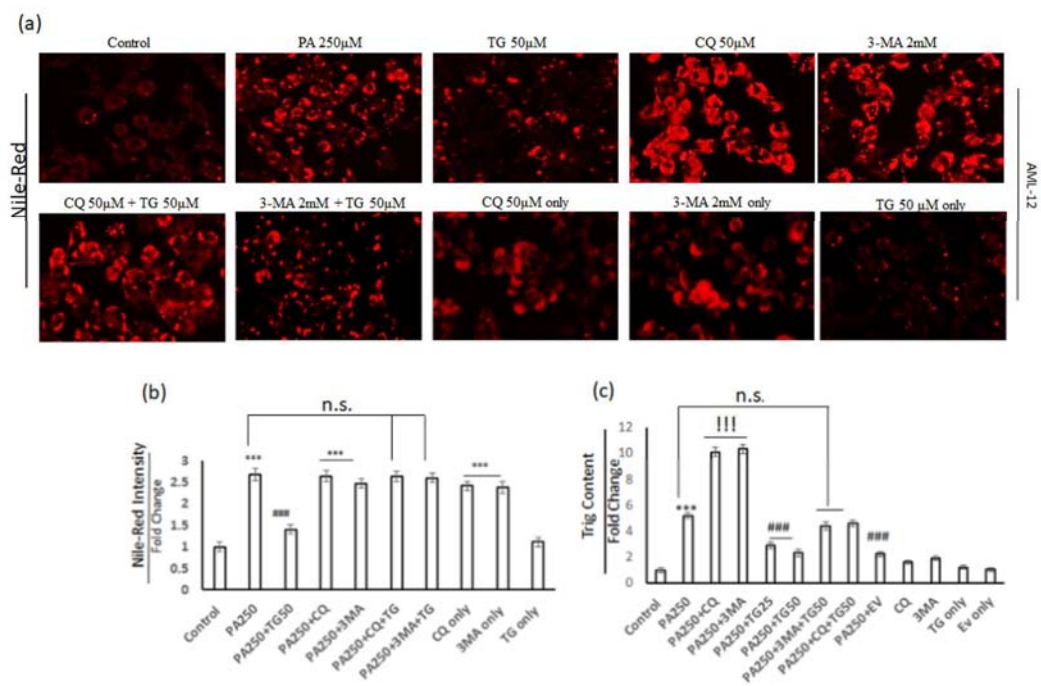 (a)
Control PA 250µM TG 50µM CQ 50µM 3-MA 2mM
Nile-Red
AML-12
CQ 50µM + TG 50µM 3-MA 2mM + TG 50µM CQ 50µM only 3-MA 2mM only TG 50 µM only
(b)
n.s.
Nile-Red Intensity
Fold Change
3
2.5
2
1.5
1
0.5
0
***
###
***
***
Control
PA250
PA250+TG50
PA250+CQ
PA250+3MA
PA250+CQ+TG
PA250+3MA+TG
CQ only
3MA only
TG only
(c)
n.s.
Trig Content
Fold Change
12
10
8
6
4
2
0
***
!!!
###
###
Control
PA250
PA250+CQ
PA250+3MA
PA250+TG25
PA250+TG50
PA250+3MA+TG50
PA250+CQ+TG50
PA250+EV
CQ
3MA
TG only
Ev only